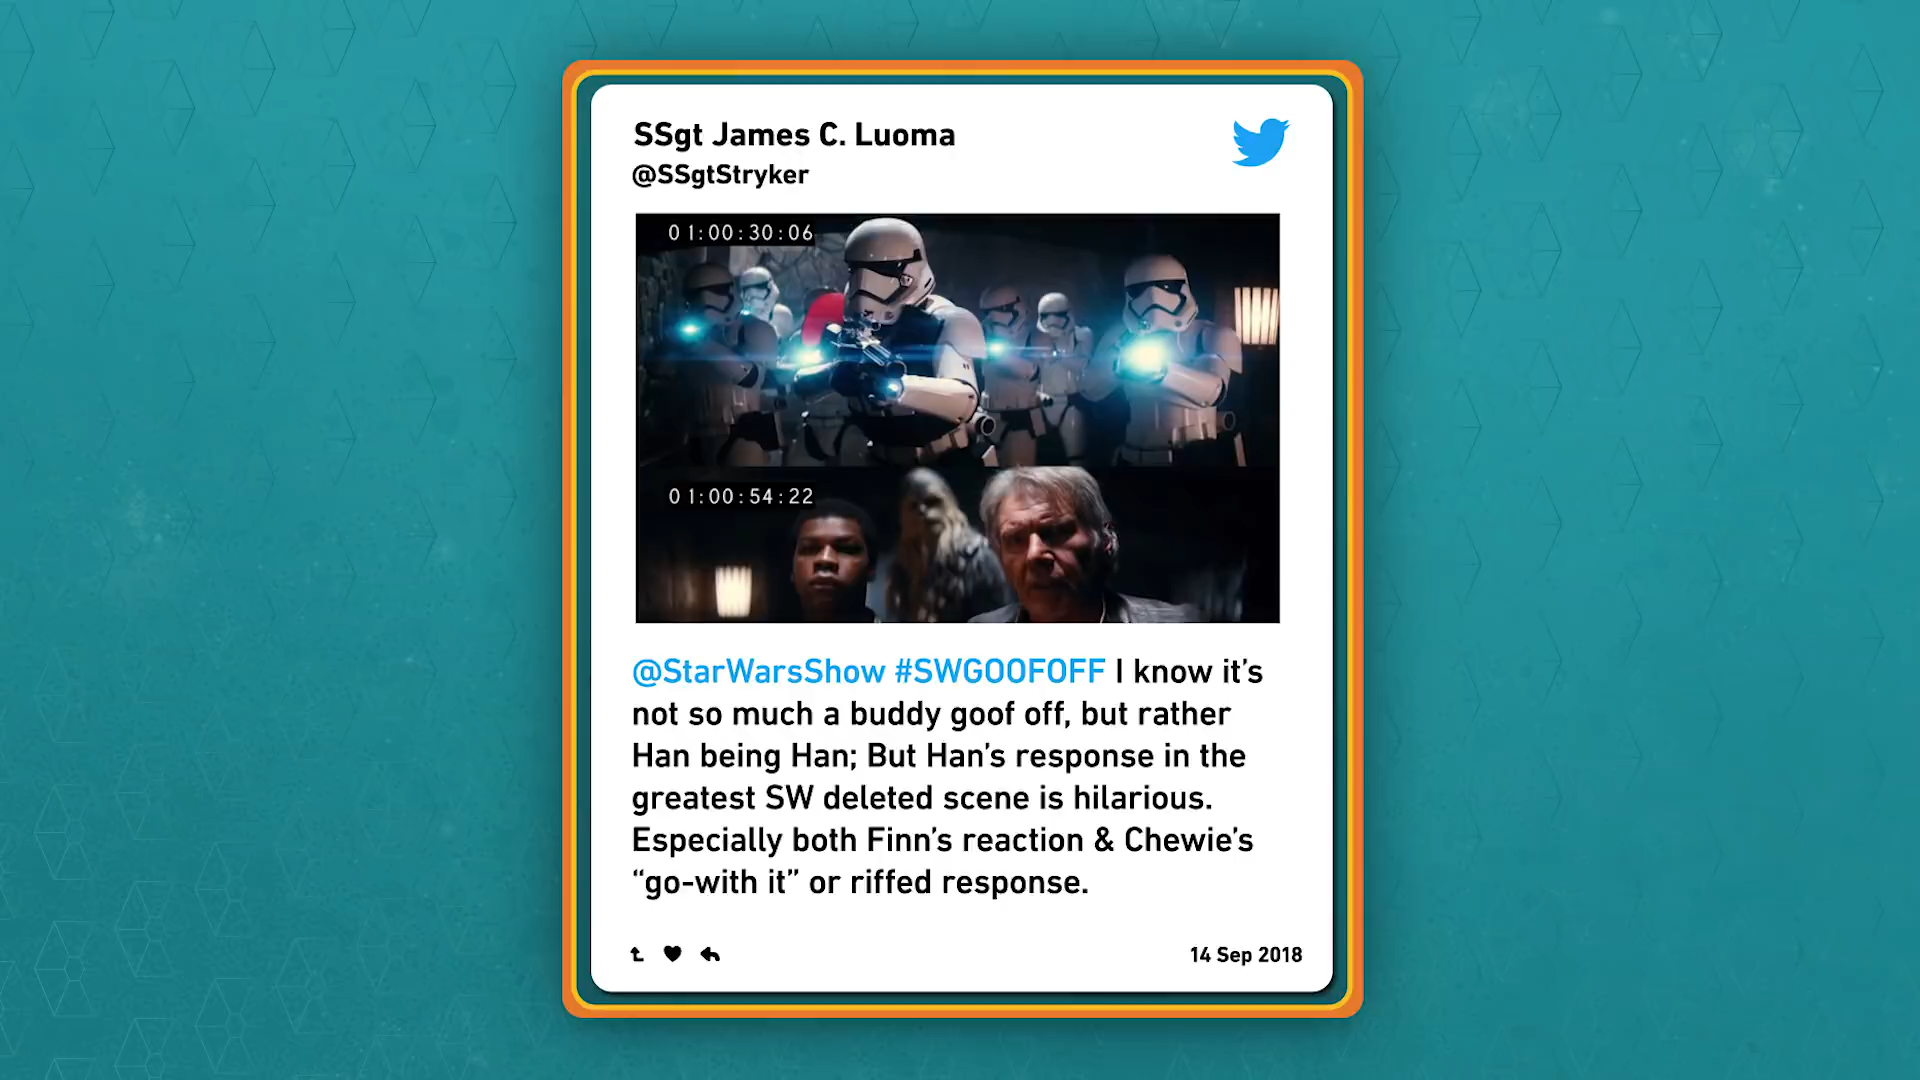 SSgt James C. Luoma
@SSgtStryker
01:00:30:06
01:00:54:22
@StarWarsShow #SWGOOFOFF I know it’s
not so much a buddy goof off, but rather
Han being Han; But Han’s response in the
greatest SW deleted scene is hilarious.
Especially both Finn’s reaction & Chewie’s
“go-with it” or riffed response.
14 Sep 2018